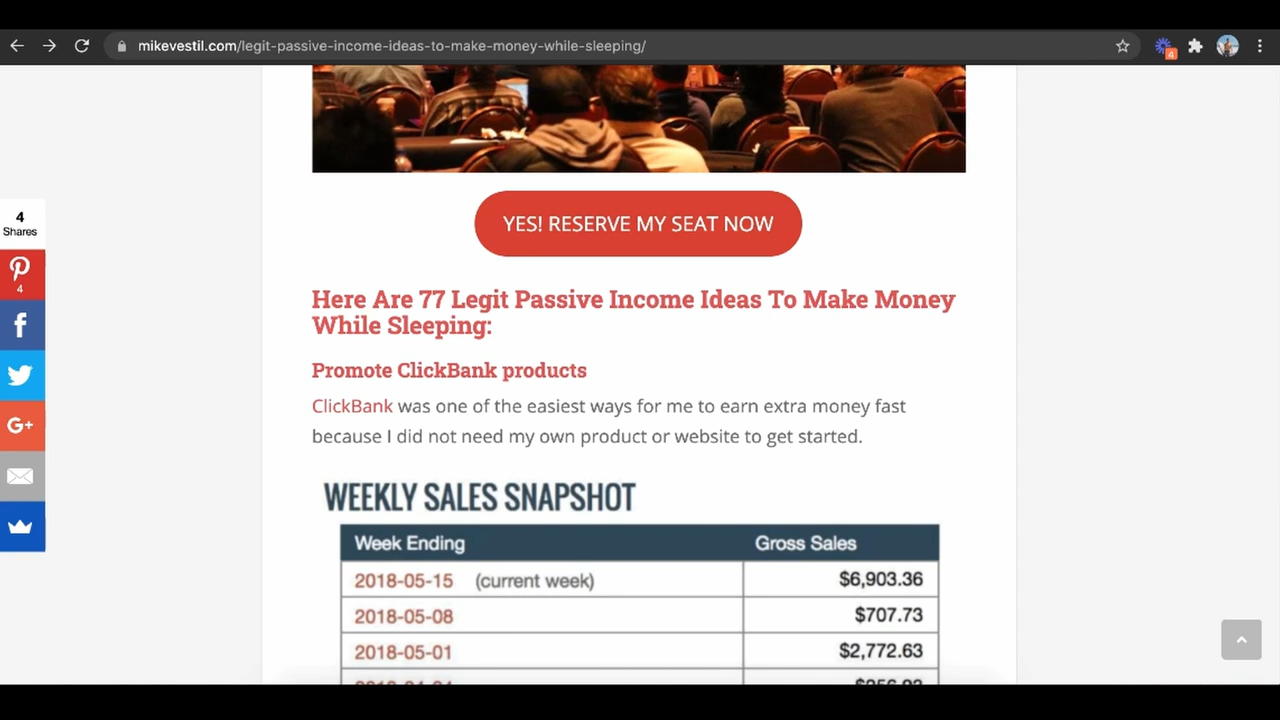 mikevestil.com/legit-passive-income-ideas-to-make-money-while-sleeping/
4
4
Shares
4
YES! RESERVE MY SEAT NOW
Here Are 77 Legit Passive Income Ideas To Make Money
While Sleeping:
Promote ClickBank products
ClickBank was one of the easiest ways for me to earn extra money fast
because I did not need my own product or website to get started.
WEEKLY SALES SNAPSHOT
Week Ending Gross Sales
2018-05-15 (current week) $6,903.36
2018-05-08 $707.73
2018-05-01 $2,772.63